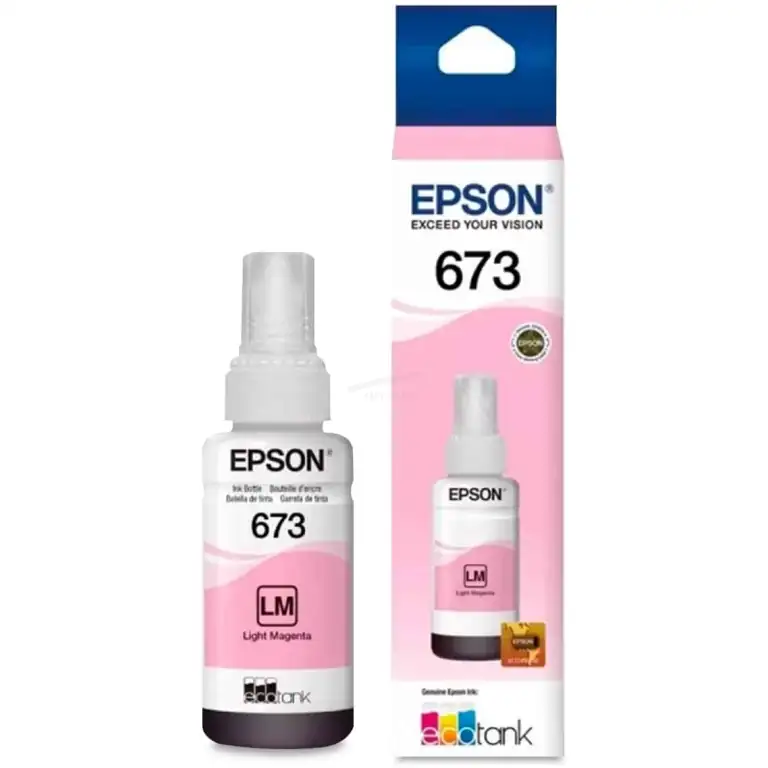 EPSON®
EXCEED YOUR VISION
673
EPSON
EPSON®
Ink Bottle Bouteille d'encre
Botella de tinta Garrafa de tinta
673
LM
Light Magenta
ecotank
EPSON
LM
Light Magenta
EPSON
Genuine Epson Ink:
ecotank